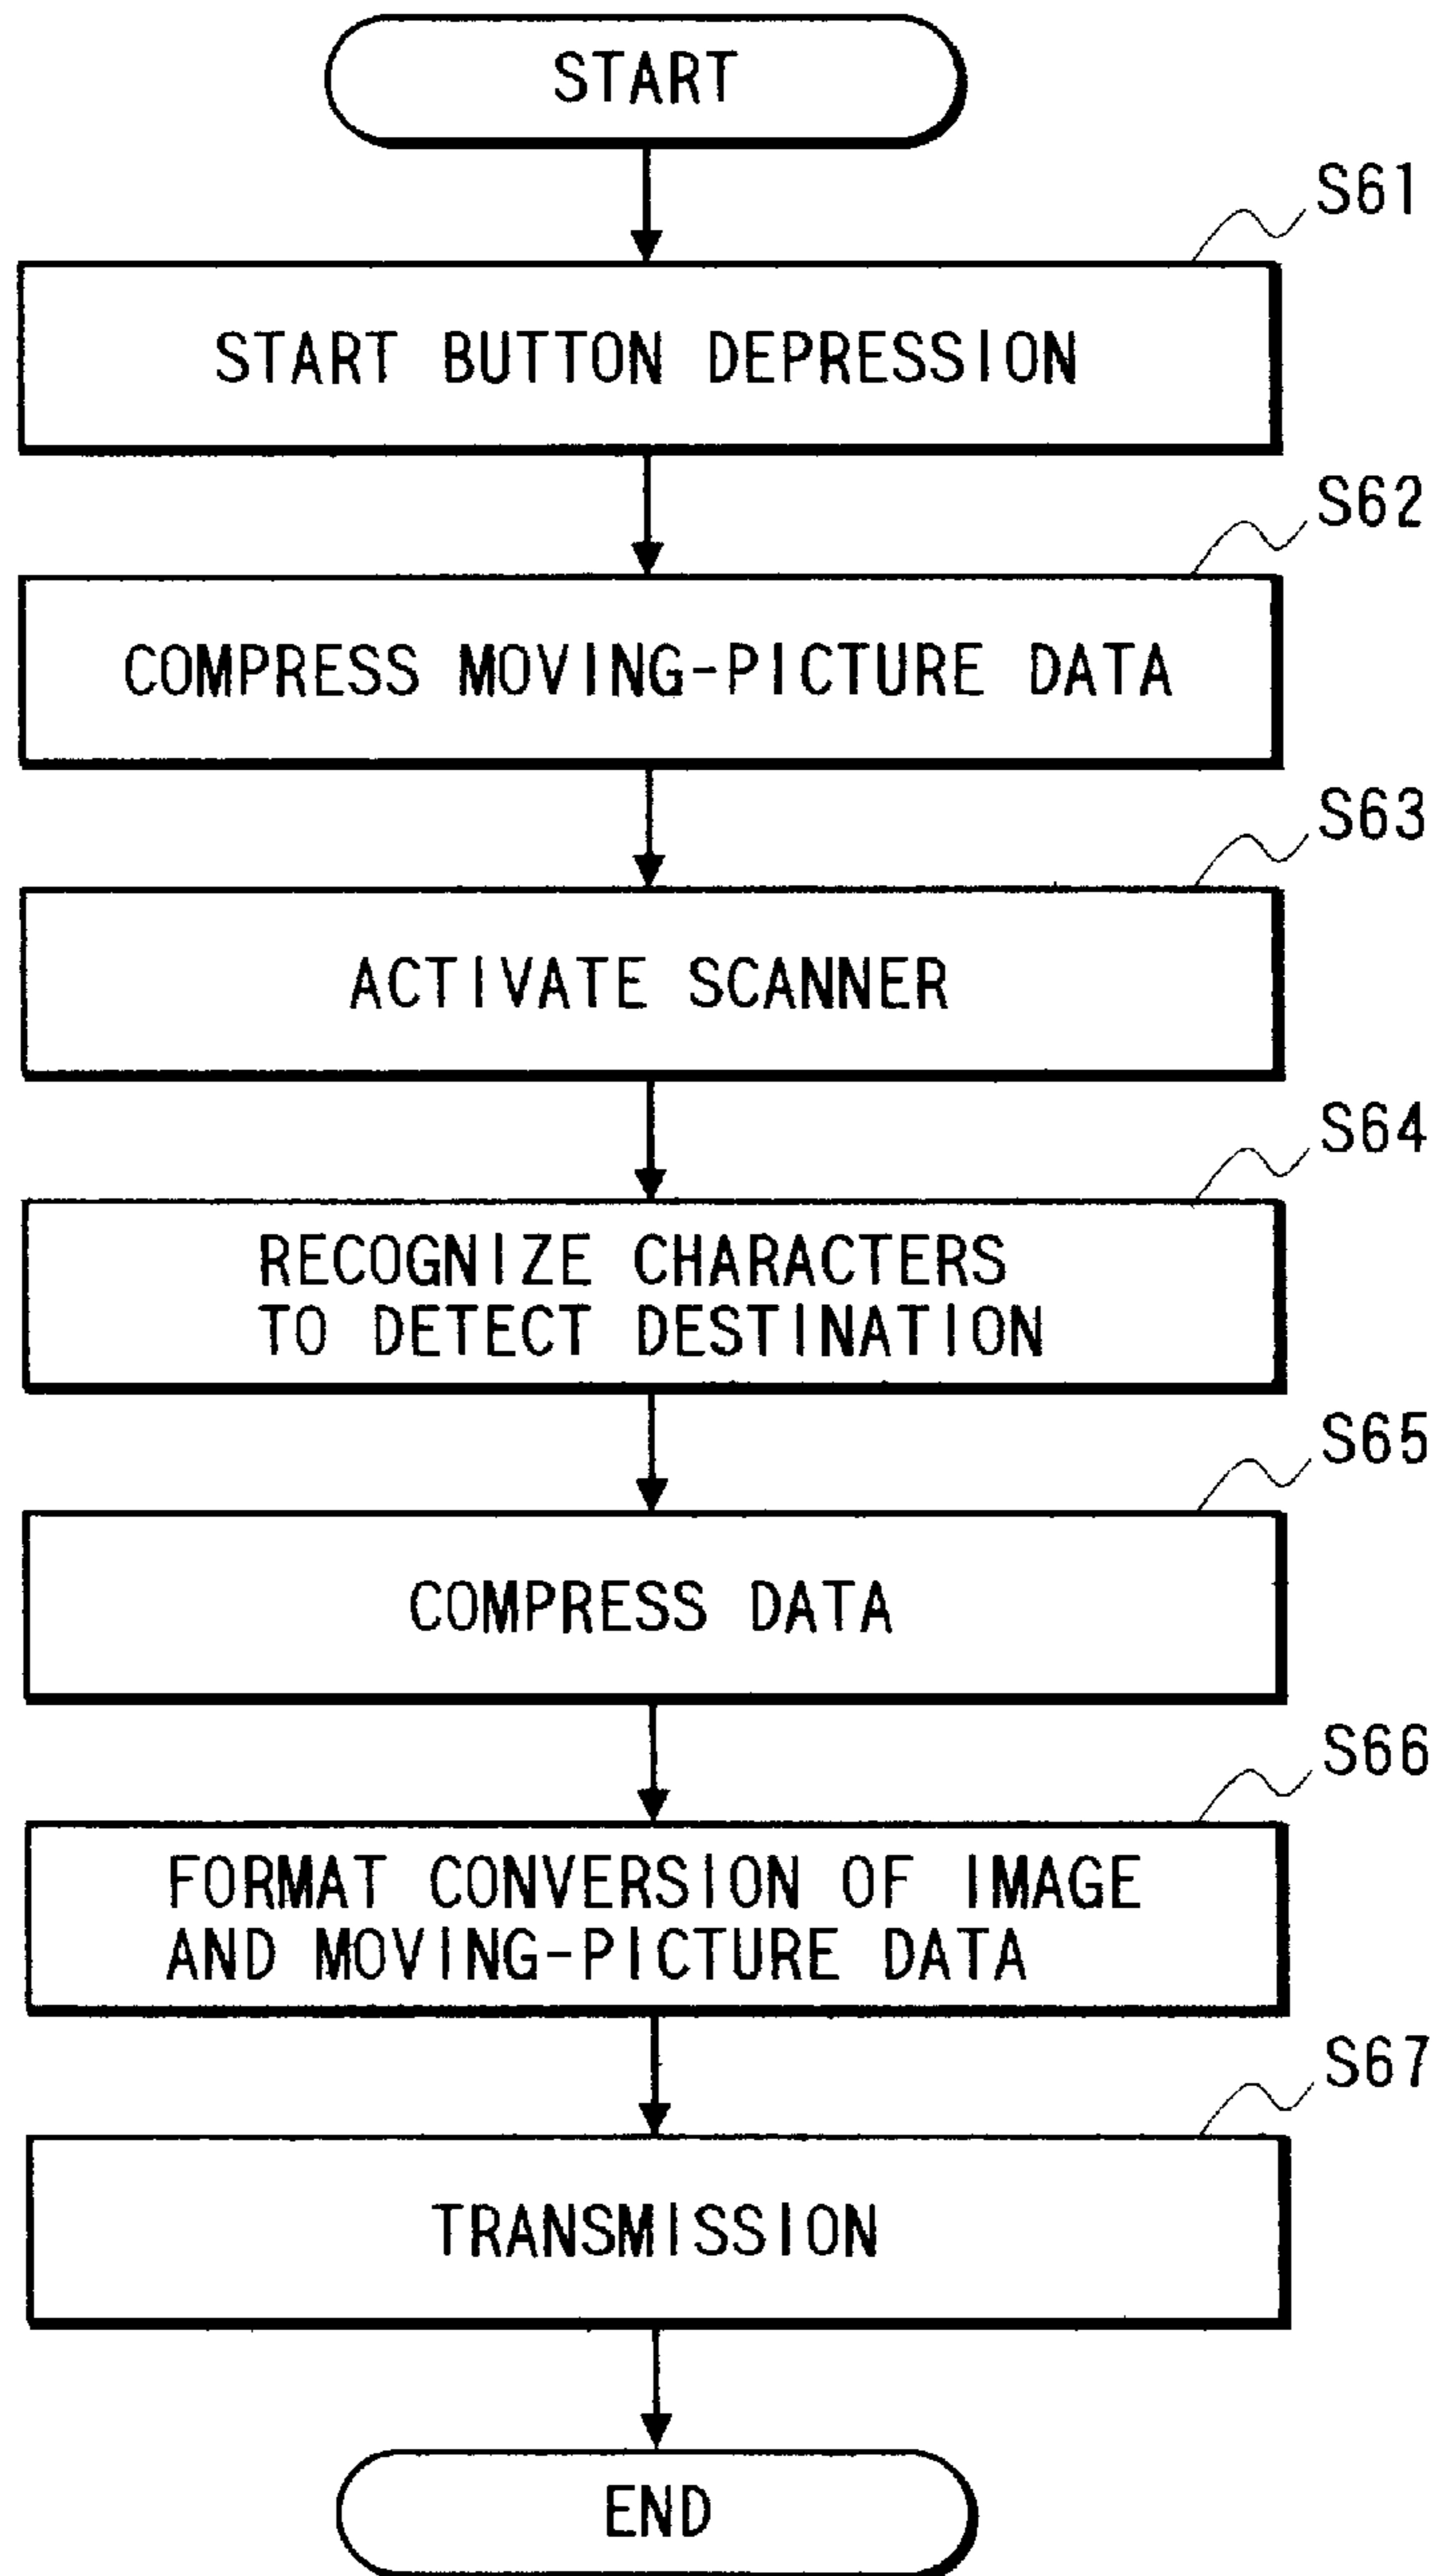 START
S61
START BUTTON DEPRESSION
S62
COMPRESS MOVING-PICTURE DATA
S63
ACTIVATE SCANNER
S64
RECOGNIZE CHARACTERS
TO DETECT DESTINATION
S65
COMPRESS DATA
S66
FORMAT CONVERSION OF IMAGE
AND MOVING-PICTURE DATA
S67
TRANSMISSION
END